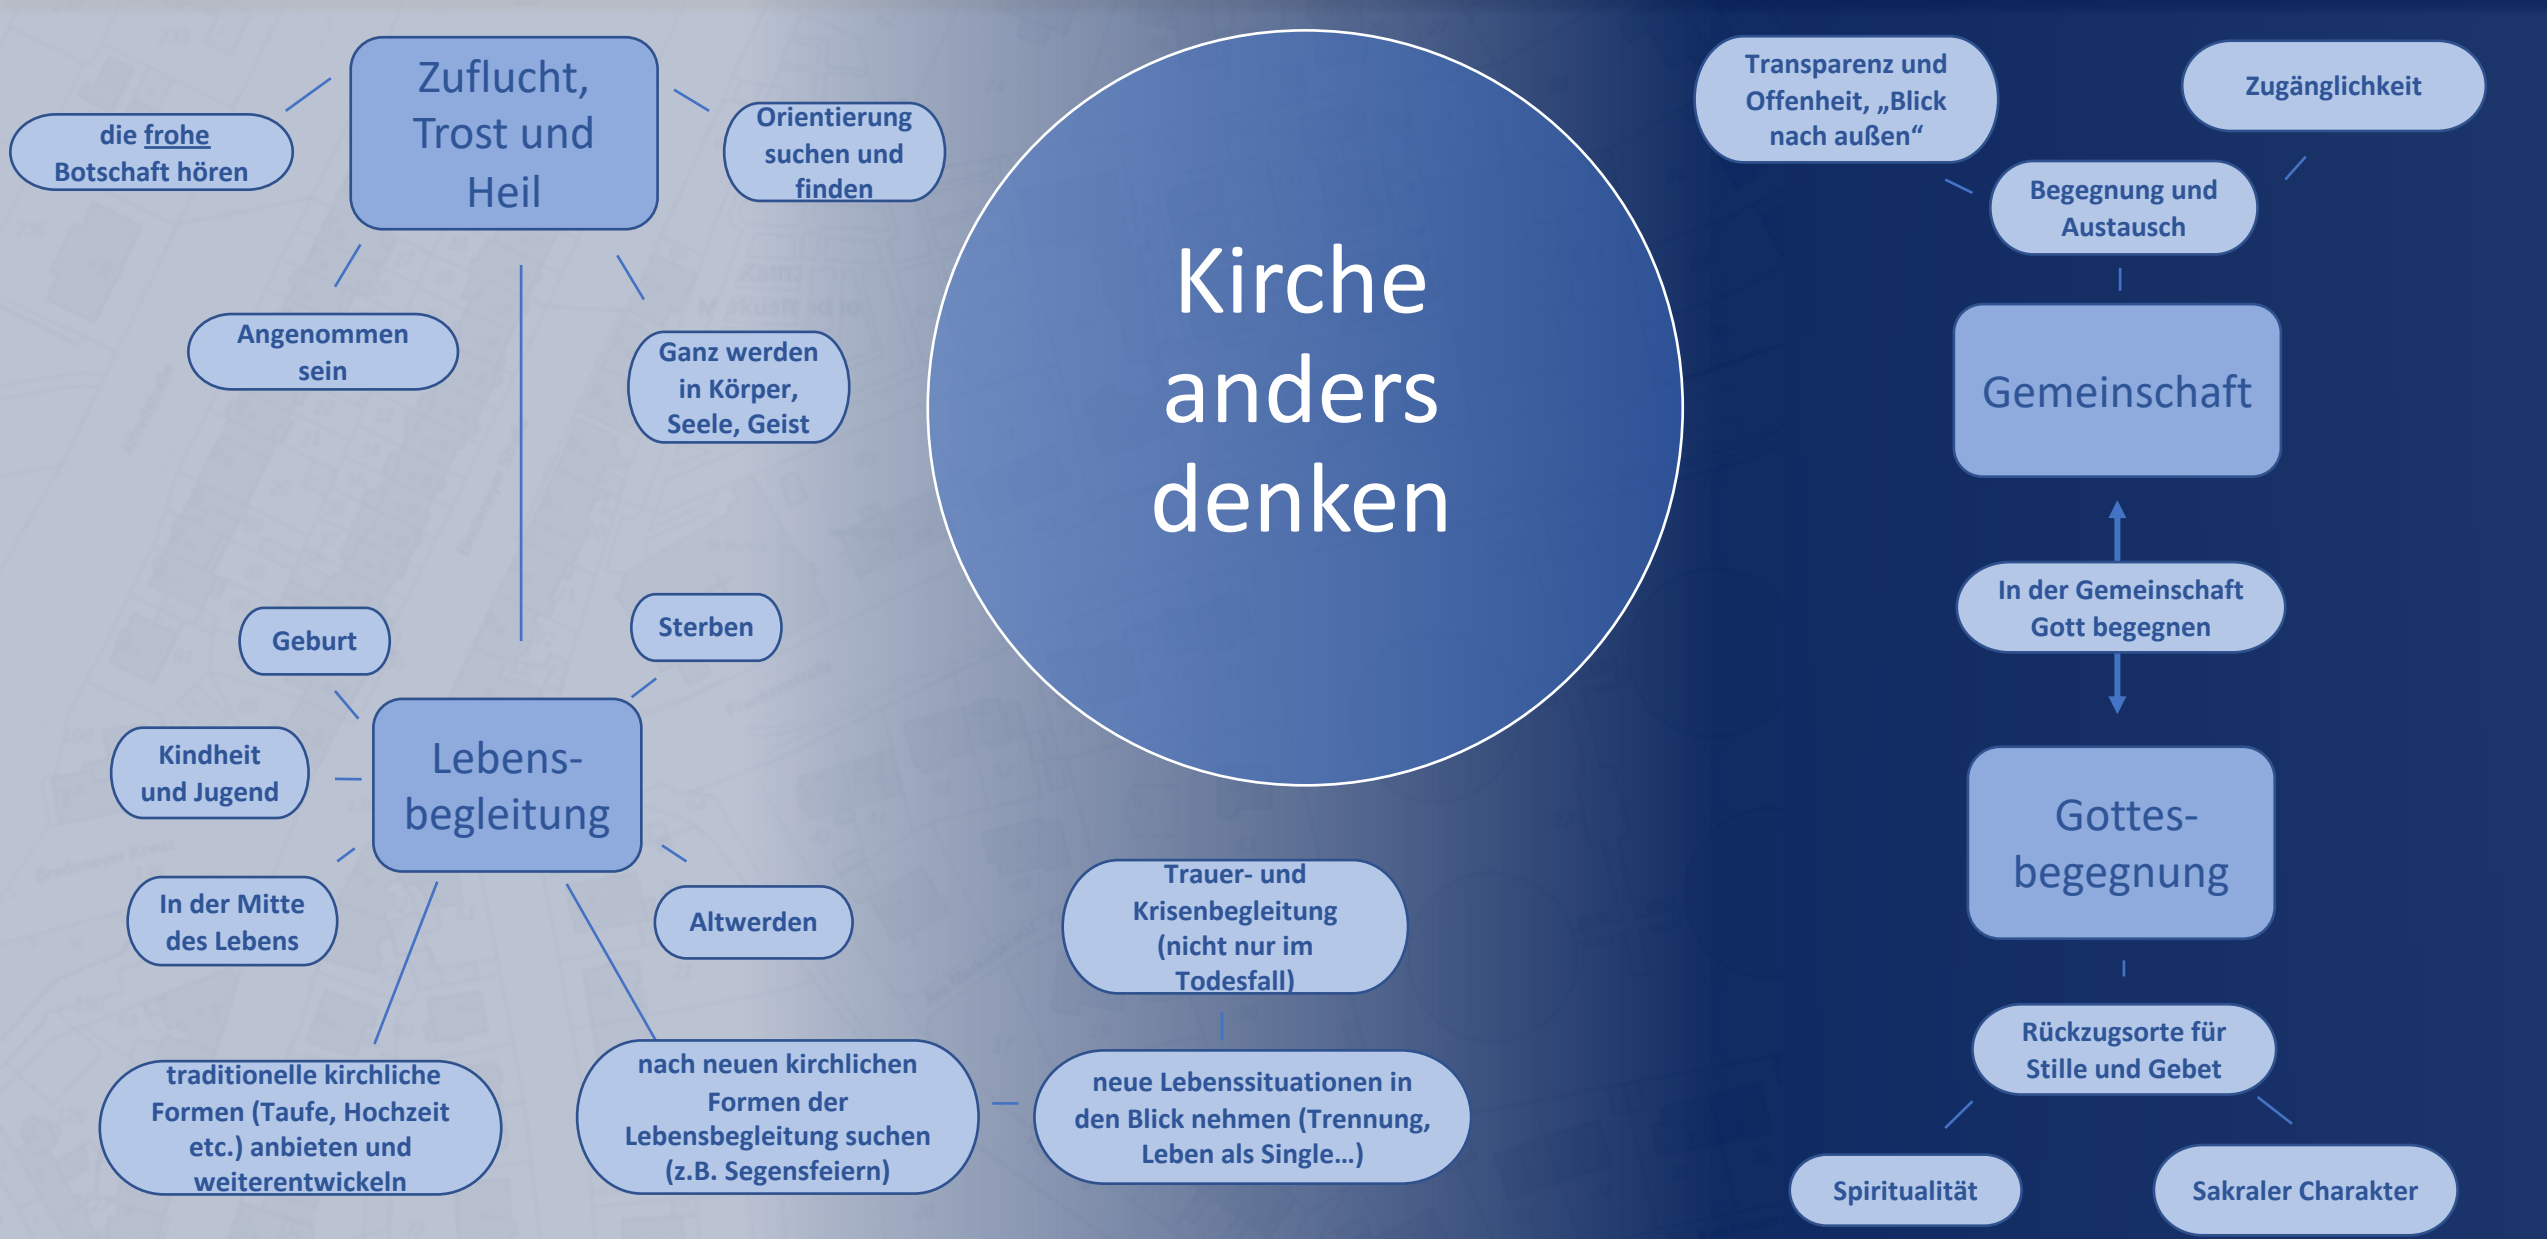 Zuflucht,
Trost und
Heil
die frohe
Botschaft hören
Orientierung
suchen und
finden
Angenommen
sein
Ganz werden
in Körper,
Seele, Geist
Kirche
anders
denken
Transparenz und
Offenheit, „Blick
nach außen“
Zugänglichkeit
Begegnung und
Austausch
Gemeinschaft
In der Gemeinschaft
Gott begegnen
Gottes-
begegnung
Rückzugsorte für
Stille und Gebet
Spiritualität
Sakraler Charakter
Geburt
Sterben
Kindheit
und Jugend
Lebens-
begleitung
In der Mitte
des Lebens
Altwerden
traditionelle kirchliche
Formen (Taufe, Hochzeit
etc.) anbieten und
weiterentwickeln
nach neuen kirchlichen
Formen der
Lebensbegleitung suchen
(z.B. Segensfeiern)
Trauer- und
Krisenbegleitung
(nicht nur im
Todesfall)
neue Lebenssituationen in
den Blick nehmen (Trennung,
Leben als Single...)
Bredeneyer Kreuz
Frankenstraße